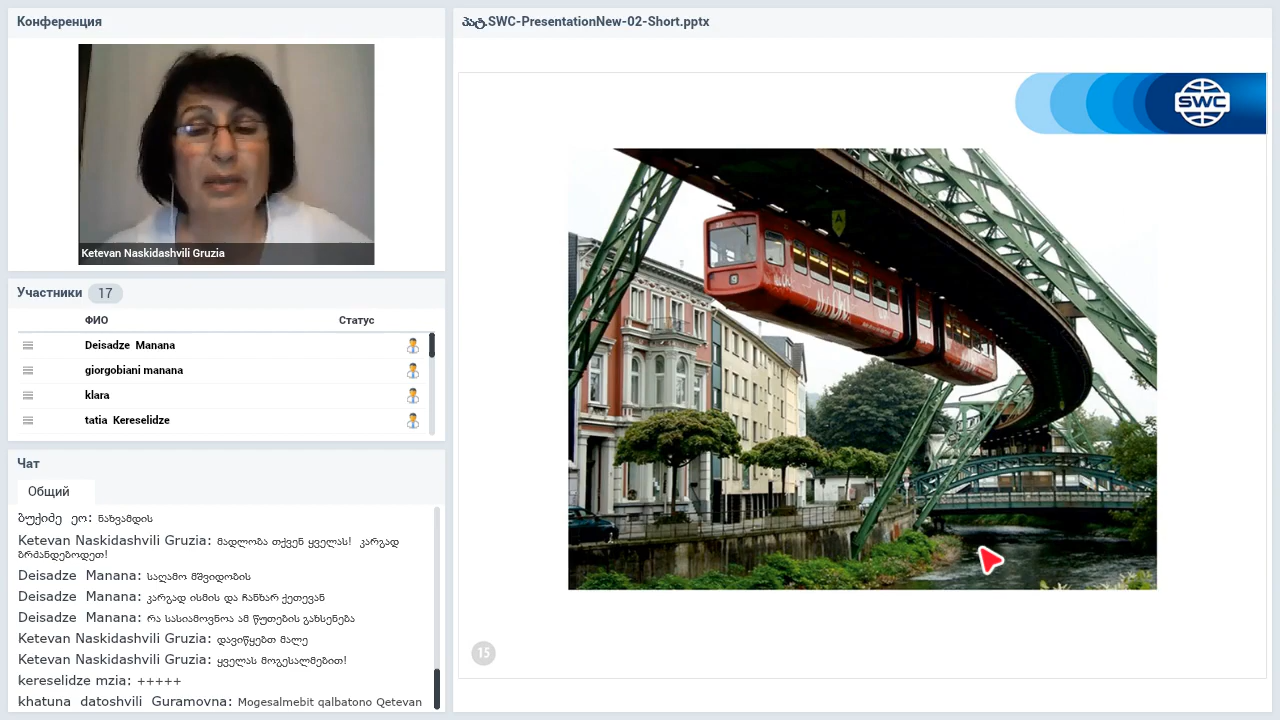 Конференция
Ketevan Naskidashvili Gruzia
Участники 17
ФИО Статус
Deisadze Manana
giorgobiani manana
klara
tatia Kereselidze
Чат
Общий
ბუქიძე ეო: ნახვამდის
Ketevan Naskidashvili Gruzia: მადლობა თქვენ ყველას! კარგად
ბრძანდებოდეთ!
Deisadze Manana: საღამო მშვიდობის
Deisadze Manana: კარგად ისმის და ჩანხარ ქეთევან
Deisadze Manana: რა სასიამოვნოა ამ წუთების გახსენება
Ketevan Naskidashvili Gruzia: დავიწყებთ მალე
Ketevan Naskidashvili Gruzia: ყველას მოგესალმებით!
kereselidze mzia: +++++
khatuna datoshvili Guramovna: Mogesalmebit qalbatono Qetevan
პატ.SWC-PresentationNew-02-Short.pptx
SWC
A
15